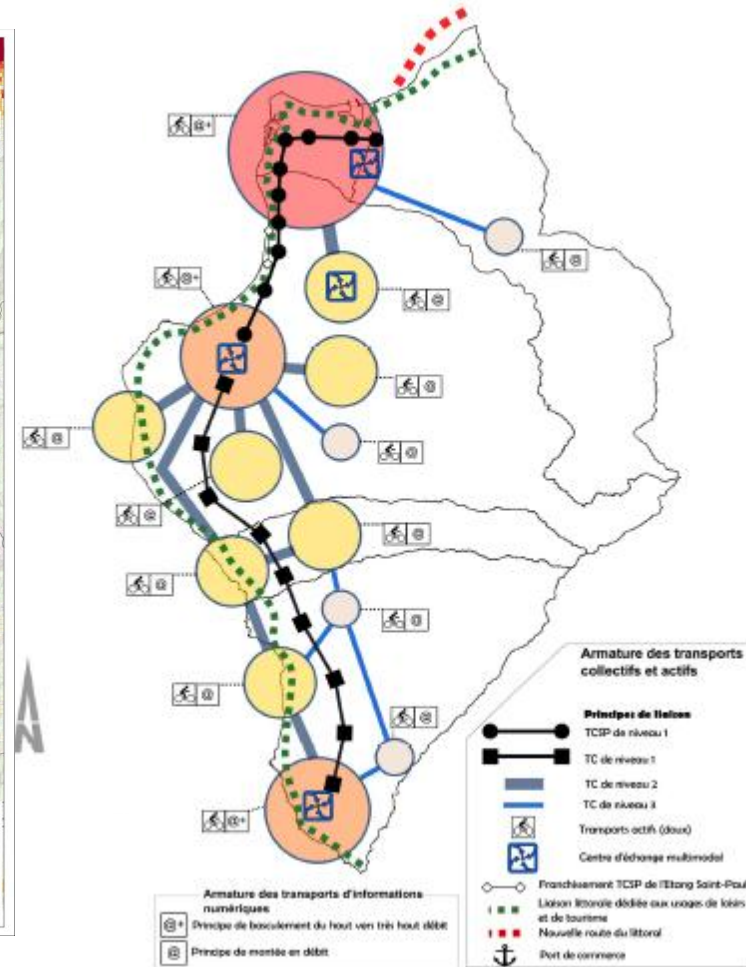 @+
@
@+
@
@
@
@
@
@
@
@
@
@
@+
N
Armature des transports
collectifs et actifs
Principes de liaison
TCSP de niveau 1
TC de niveau 1
TC de niveau 2
TC de niveau 3
Transports actifs (doux)
Centre d'échange multimodal
Franchissement TCSP de l'Etang Saint-Paul
Liaison littorale dédiée aux usages de loisirs
et de tourisme
Nouvelle route du littoral
Port de commerce
Armature des transports d'informations
numériques
@+ Principe de basculement du haut vers très haut débit
@ Principe de montée en débit